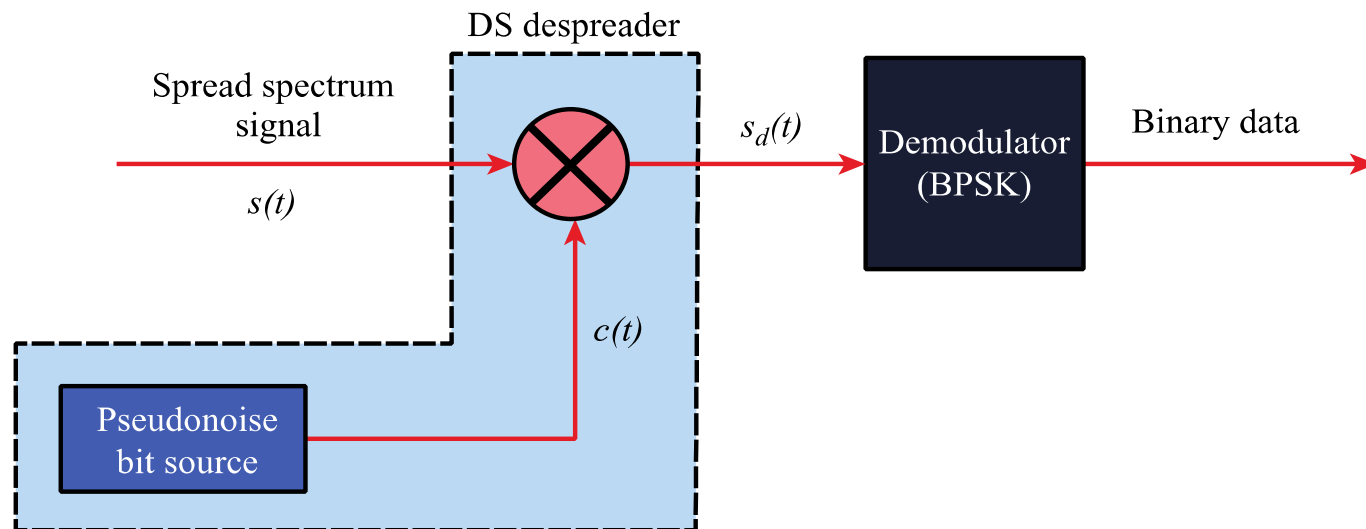 DS despreader
Spread spectrum
signal
s(t)
s_d(t)
Demodulator
(BPSK)
Binary data
c(t)
Pseudonoise
bit source